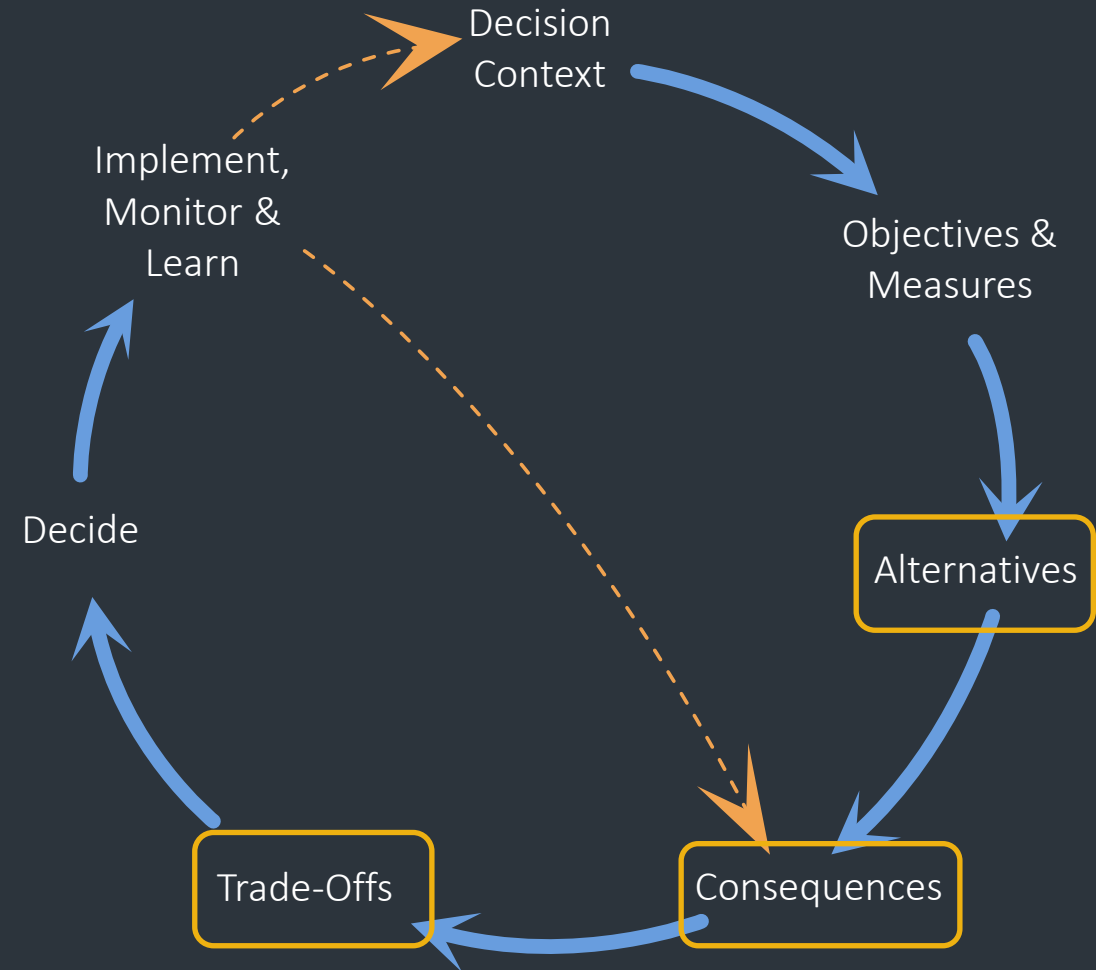 Decision
Context
Objectives &
Measures
Alternatives
Consequences
Trade-Offs
Decide
Implement,
Monitor &
Learn